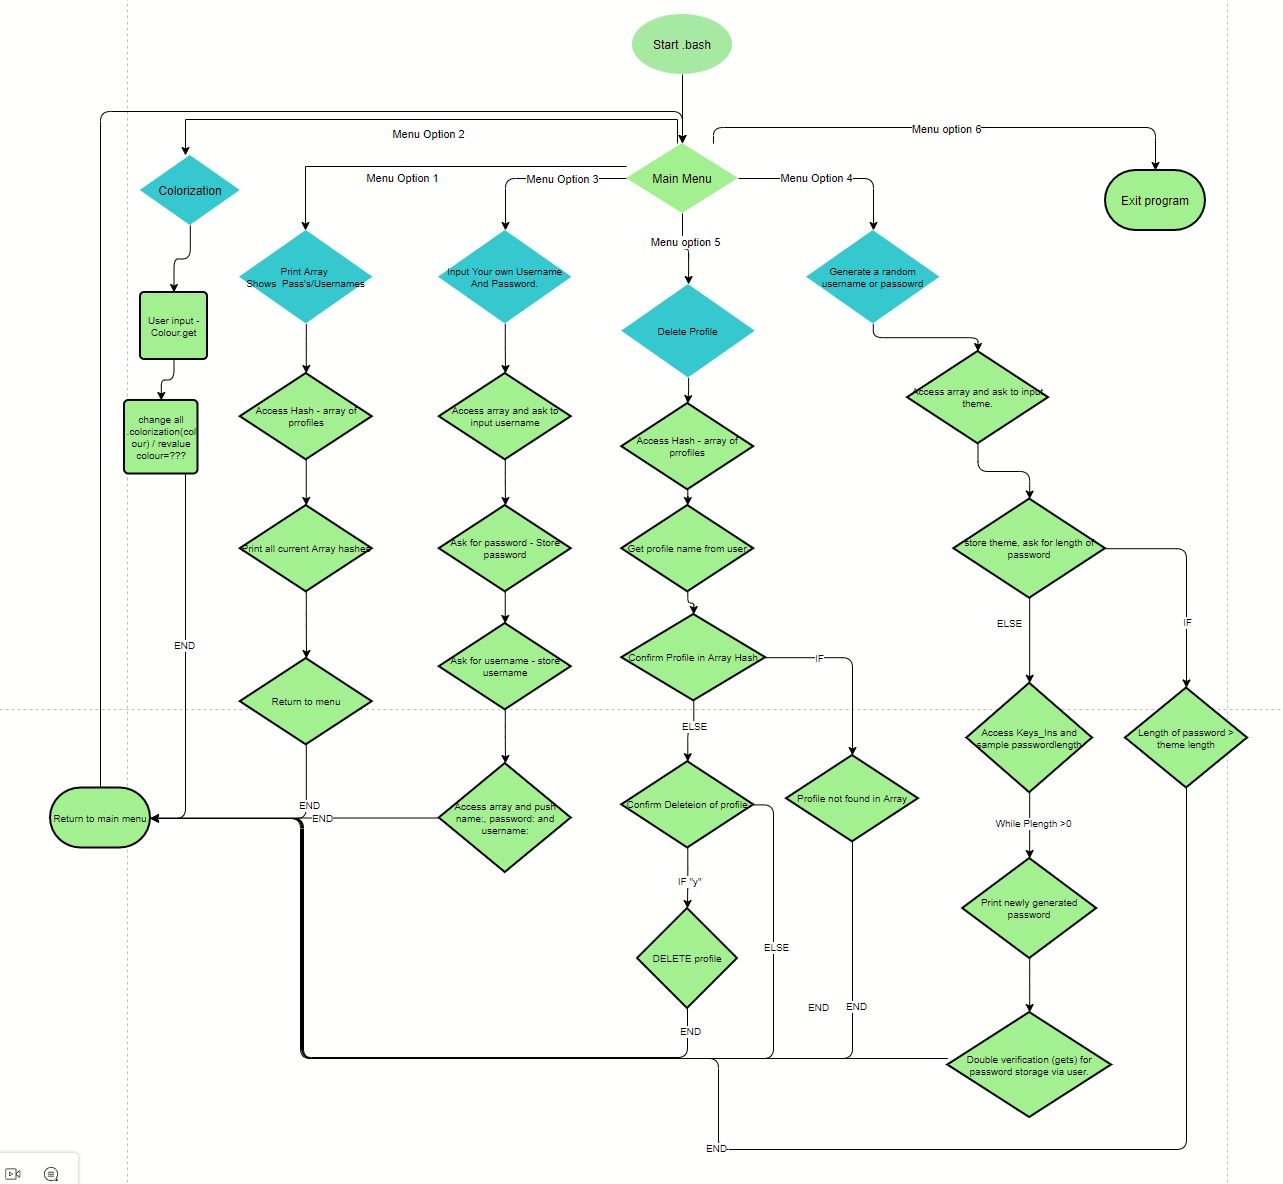 Start .bash
Menu Option 2
Menu option 6
Colorization
Menu Option 1
Menu Option 3
Main Menu
Menu Option 4
Exit program
Menu option 5
Print Array
Shows  Pass's/Usernames
Input Your own Username
And Password.
Generate a random
username or passowrd
User input -
Colour.get
Delete Profile
Access array and ask to input
theme.
change all
.colorization(col
our) / revalue
colour=???
Access Hash - array of
prrofiles
Access array and ask to
input username
Access Hash - array of
prrofiles
Print all current Array hashes
Ask for password - Store
password
Get profile name from user
store theme, ask for length of
password
ELSE
IF
END
Ask for username - store
username
Confirm Profile in Array Hash
IF
Return to menu
ELSE
Access Keys_Ins and
sample passwordlength
Length of password >
theme length
END
Return to main menu
END
Access array and push
name:, password: and
username:
Confirm Deleteion of profile
Profile not found in Array
While Plength >0
IF "y"
Print newly generated
password
ELSE
DELETE profile
END
END
END
Double verification (gets) for
password storage via user.
END